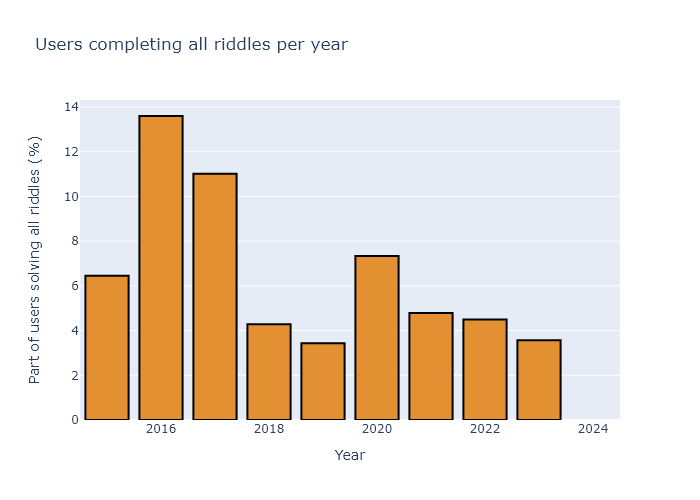 Users completing all riddles per year
Part of users solving all riddles (%)
14
12
10
8
6
4
2
0
2016 2018 2020 2022 2024
Year